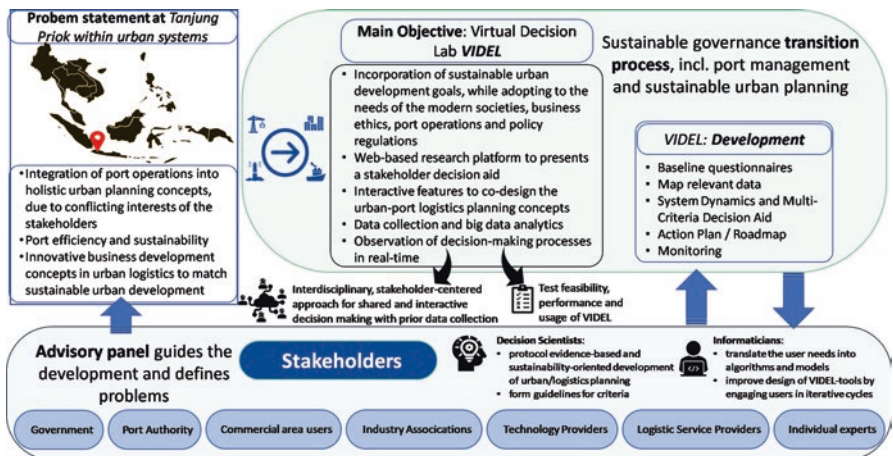 Probem statement at Tanjung
Priok within urban systems
•Integration of port operations into
holistic urban planning concepts,
due to conflicting interests of the
stakeholders
•Port efficiency and sustainability
•Innovative business development
concepts in urban logistics to match
sustainable urban development
Main Objective: Virtual Decision
Lab VIDEL
• Incorporation of sustainable urban
development goals, while adopting to the
needs of the modern societies, business
ethics, port operations and policy
regulations
• Web-based research platform to presents
a stakeholder decision aid
• Interactive features to co-design the
urban-port logistics planning concepts
• Data collection and big data analytics
• Observation of decision-making processes
in real-time
Sustainable governance transition
process, incl. port management
and sustainable urban planning
VIDEL: Development
• Baseline questionnaires
• Map relevant data
• System Dynamics and Multi-
Criteria Decision Aid
• Action Plan / Roadmap
• Monitoring
Interdisciplinary, stakeholder-centered
approach for shared and interactive
decision making with prior data collection
Test feasibility,
performance and
usage of VIDEL
Advisory panel guides the
development and defines
problems
Stakeholders
Decision Scientists:
• protocol evidence-based and
sustainability-oriented development
of urban/logistics planning
• form guidelines for criteria
Informaticians:
• translate the user needs into
algorithms and models
• improve design of VIDEL-tools by
engaging users in iterative cycles
Government
Port Authority
Commercial area users
Industry Assocications
Technology Providers
Logistic Service Providers
Individual experts